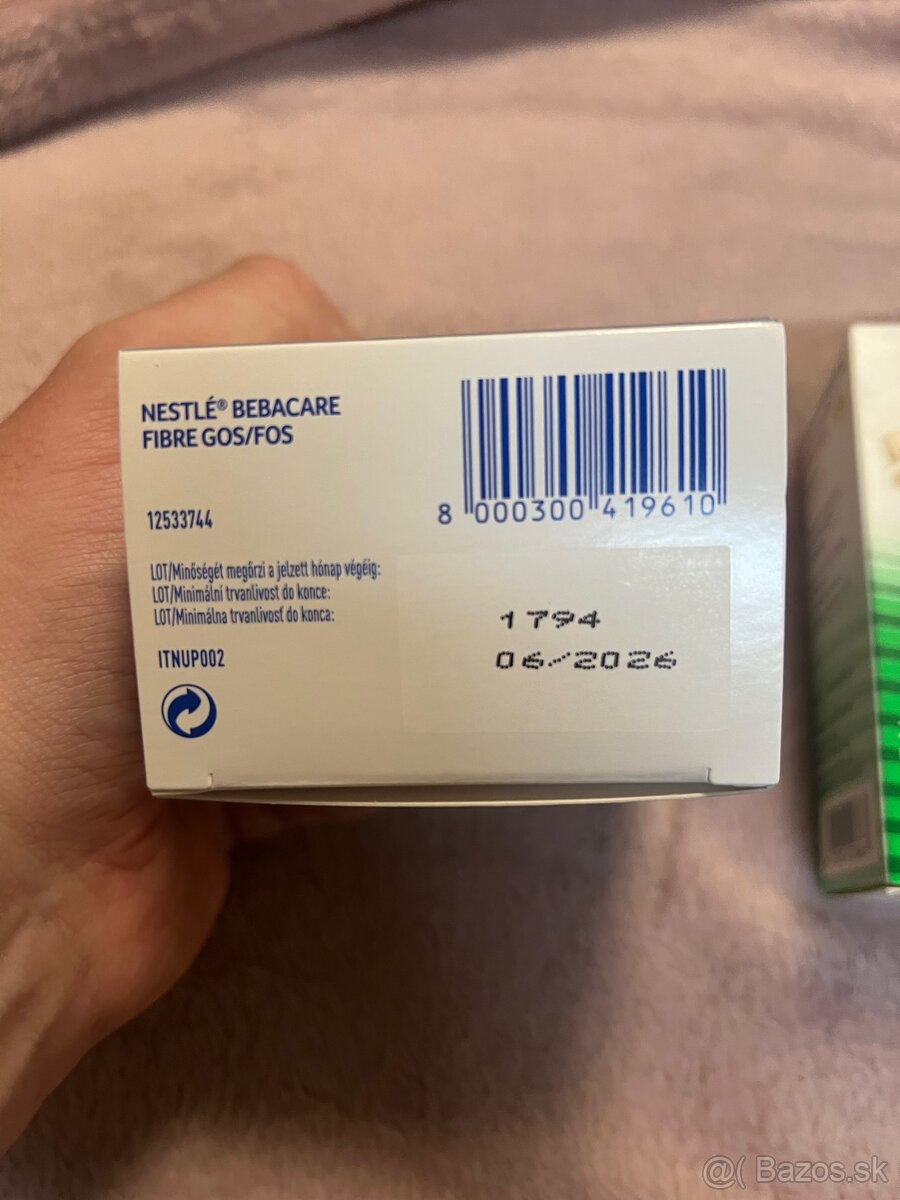 NESTLÉ® BEBACARE
FIBRE GOS/FOS
8 000300 419610
12533744
LOT/Minőségét megőrzi a jelzett hónap végéig:
LOT/Minimální trvanlivost do konce:
LOT/Minimálna trvanlivosť do konca:
1794
06/2026
ITNUP002
@( Bazos.sk